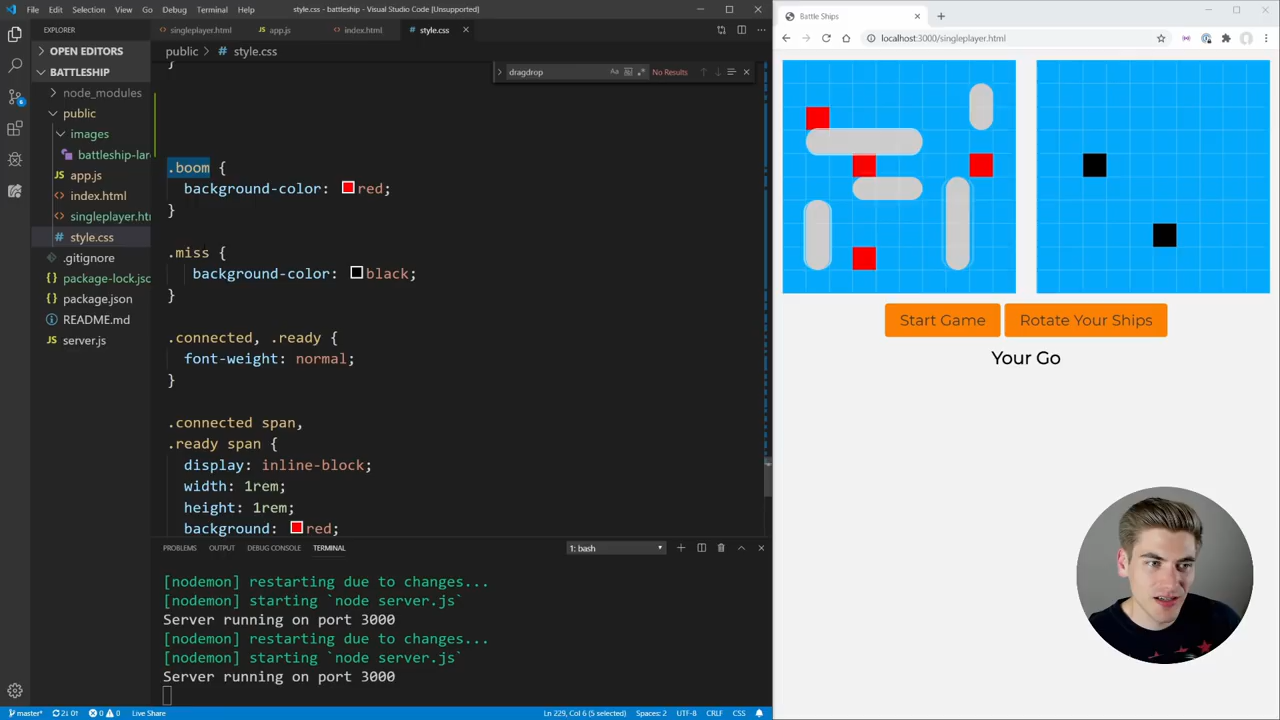 File Edit Selection View Go Debug Terminal Help
style.css - battleship - Visual Studio Code [Unsupported]
EXPLORER
OPEN EDITORS
BATTLESHIP
node_modules
public
images
battleship-lar
app.js
index.html
singleplayer.htn
style.css
.gitignore
package-lock.json
package.json
README.md
server.js
6
singleplayer.html
app.js
index.html
style.css
public > style.css
dragdrop
Aa
No Results
}
.boom {
background-color: red;
}
.miss {
background-color: black;
}
.connected, .ready {
font-weight: normal;
}
.connected span,
.ready span {
display: inline-block;
width: 1rem;
height: 1rem;
background: red;
PROBLEMS OUTPUT DEBUG CONSOLE TERMINAL
1: bash
[nodemon] restarting due to changes...
[nodemon] starting `node server.js`
Server running on port 3000
[nodemon] restarting due to changes...
[nodemon] starting `node server.js`
Server running on port 3000
master* 2↓ 0↑ 0 0 Live Share
Ln 229, Col 6 (5 selected) Spaces: 2 UTF-8 CRLF CSS
Battle Ships
localhost:3000/singleplayer.html
Start Game
Rotate Your Ships
Your Go